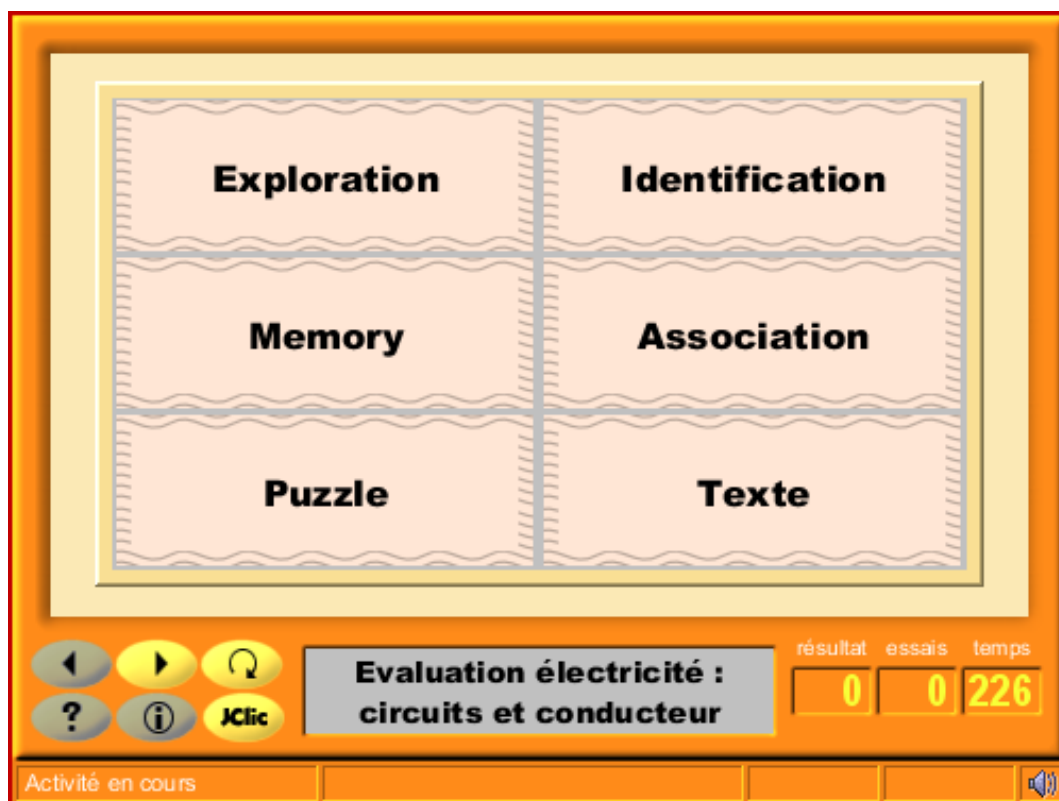 Exploration
Identification
Memory
Association
Puzzle
Texte
?
i
JClic
Evaluation électricité :
circuits et conducteur
résultat essais temps
0 0 226
Activité en cours